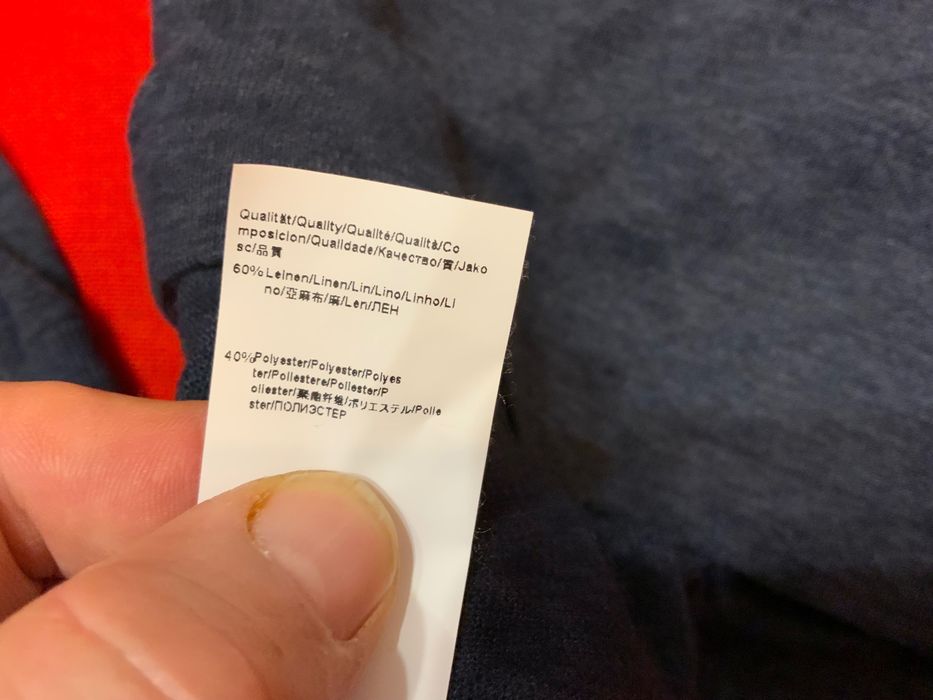 Qualität/Quality/Qualité/Qualità/Co
mposicion/Qualidade/Качество/質/Jako
sc/品質
60%Leinen/Linen/Lin/Lino/Linho/Li
no/亞麻布/麻/Len/ЛЕН
40%Polyester/Polyester/Polyes
ter/Poliestere/Poliester/P
oliester/聚酯纤维/ポリエステル/Polie
ster/ПОЛИЭСТЕР